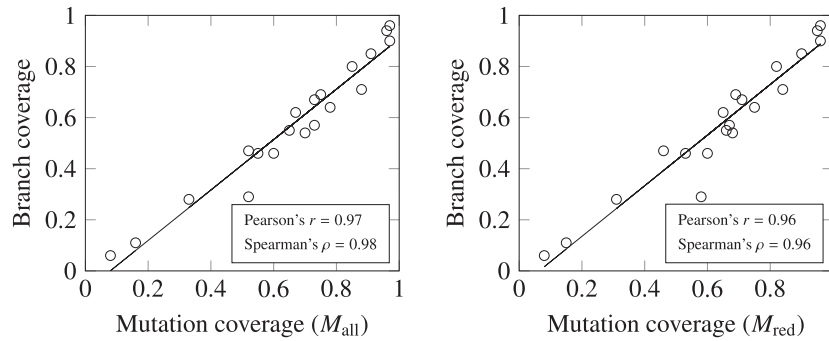 1
0.8
0.6
0.4
0.2
0
Branch coverage
Pearson's r = 0.97
Spearman's ρ = 0.98
0 0.2 0.4 0.6 0.8 1
Mutation coverage (Mall)
1
0.8
0.6
0.4
0.2
0
Branch coverage
Pearson's r = 0.96
Spearman's ρ = 0.96
0 0.2 0.4 0.6 0.8
Mutation coverage (Mred)